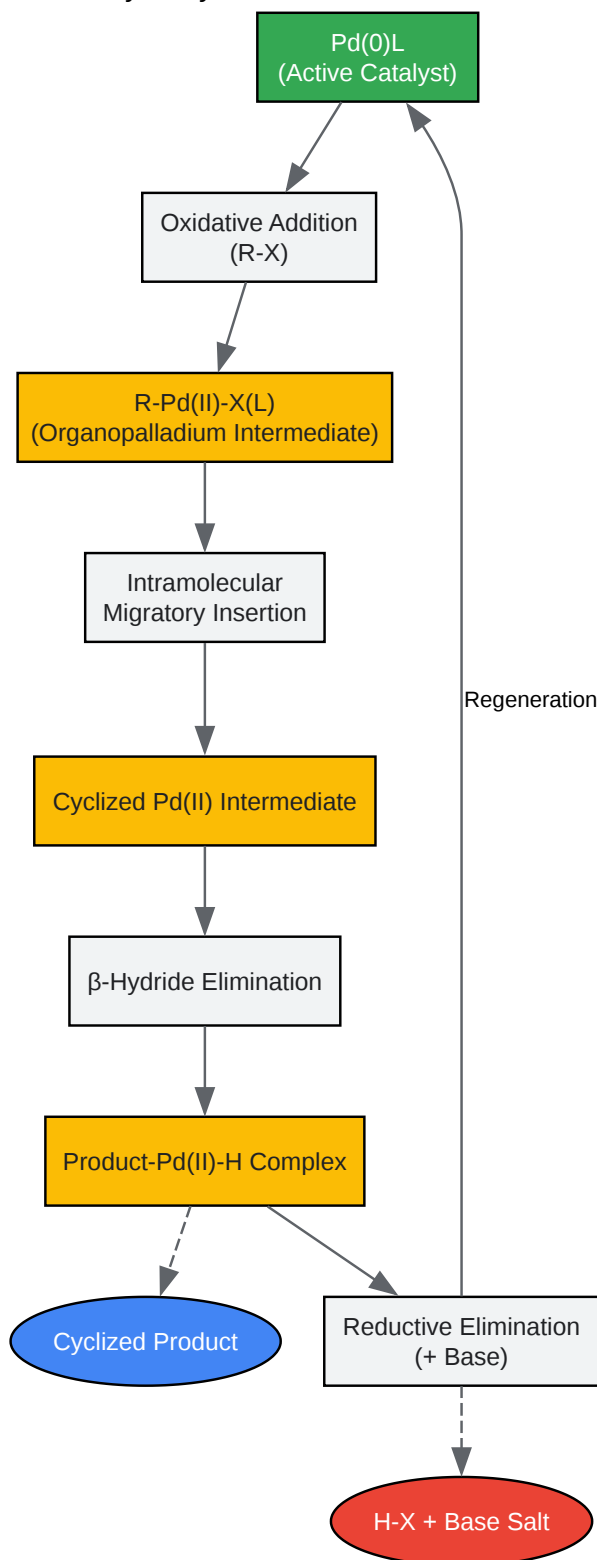 Pd(0)L
(Active Catalyst)
Oxidative Addition
(R-X)
R-Pd(II)-X(L)
(Organopalladium Intermediate)
Intramolecular
Migratory Insertion
Regeneration
Cyclized Pd(II) Intermediate
β-Hydride Elimination
Product-Pd(II)-H Complex
Cyclized Product
Reductive Elimination
(+ Base)
H-X + Base Salt